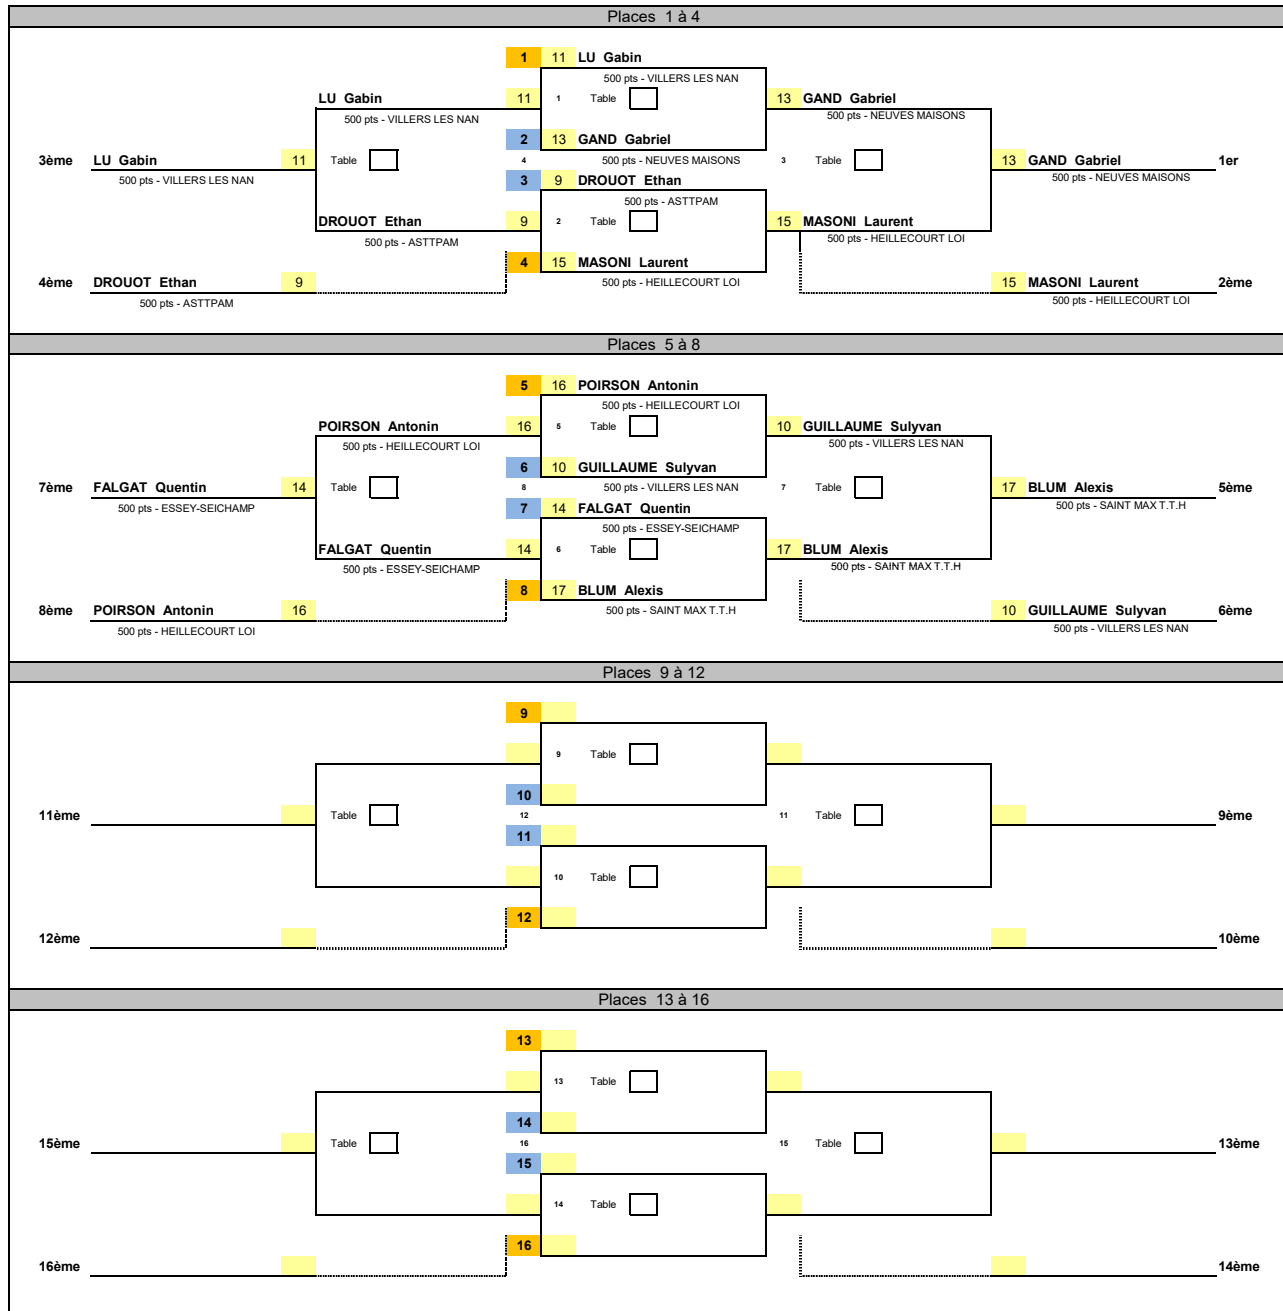 Places 1 à 4
1 11 LU Gabin
500 pts - VILLERS LES NAN
LU Gabin 11 1 Table 13 GAND Gabriel
500 pts - VILLERS LES NAN 500 pts - NEUVES MAISONS
2 13 GAND Gabriel
3ème LU Gabin 11 Table 4 500 pts - NEUVES MAISONS 3 Table 13 GAND Gabriel 1er
500 pts - VILLERS LES NAN 500 pts - NEUVES MAISONS
3 9 DROUOT Ethan
500 pts - ASTTPAM
DROUOT Ethan 9 2 Table 15 MASONI Laurent
500 pts - ASTTPAM 500 pts - HEILLECOURT LOI
4 15 MASONI Laurent
4ème DROUOT Ethan 9 500 pts - HEILLECOURT LOI 15 MASONI Laurent 2ème
500 pts - ASTTPAM 500 pts - HEILLECOURT LOI
Places 5 à 8
5 16 POIRSON Antonin
500 pts - HEILLECOURT LOI
POIRSON Antonin 16 5 Table 10 GUILLAUME Sulyvan
500 pts - HEILLECOURT LOI 500 pts - VILLERS LES NAN
6 10 GUILLAUME Sulyvan
7ème FALGAT Quentin 14 Table 8 500 pts - VILLERS LES NAN 7 Table 17 BLUM Alexis 5ème
500 pts - ESSEY-SEICHAMP 500 pts - SAINT MAX T.T.H
7 14 FALGAT Quentin
500 pts - ESSEY-SEICHAMP
FALGAT Quentin 14 6 Table 17 BLUM Alexis
500 pts - ESSEY-SEICHAMP 500 pts - SAINT MAX T.T.H
8 17 BLUM Alexis
8ème POIRSON Antonin 16 500 pts - SAINT MAX T.T.H 10 GUILLAUME Sulyvan 6ème
500 pts - HEILLECOURT LOI 500 pts - VILLERS LES NAN
Places 9 à 12
9
9 Table
10
11ème Table 12 11 Table 9ème
11
10 Table
12
12ème 10ème
Places 13 à 16
13
13 Table
14
15ème Table 16 15 Table 13ème
15
14 Table
16
16ème 14ème